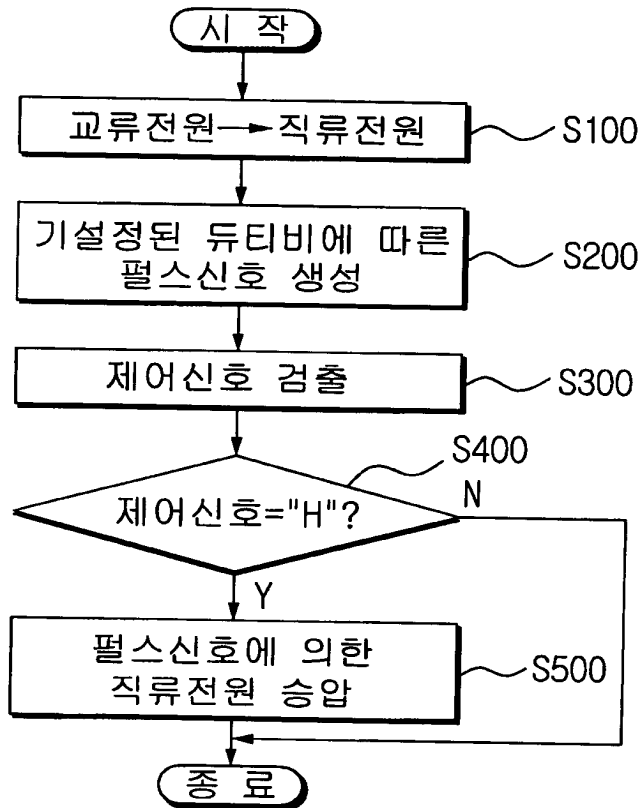 시 작
교류전원→직류전원
S100
기설정된 듀티비에 따른
펄스신호 생성
S200
제어신호 검출
S300
S400
제어신호="H"?
N
Y
펄스신호에 의한
직류전원 승압
S500
종 료